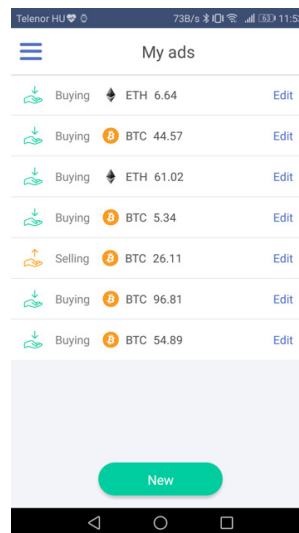 Telenor HU 73B/s 11:53
My ads
Buying ETH 6.64 Edit
Buying BTC 44.57 Edit
Buying ETH 61.02 Edit
Buying BTC 5.34 Edit
Selling BTC 26.11 Edit
Buying BTC 96.81 Edit
Buying BTC 54.89 Edit
New